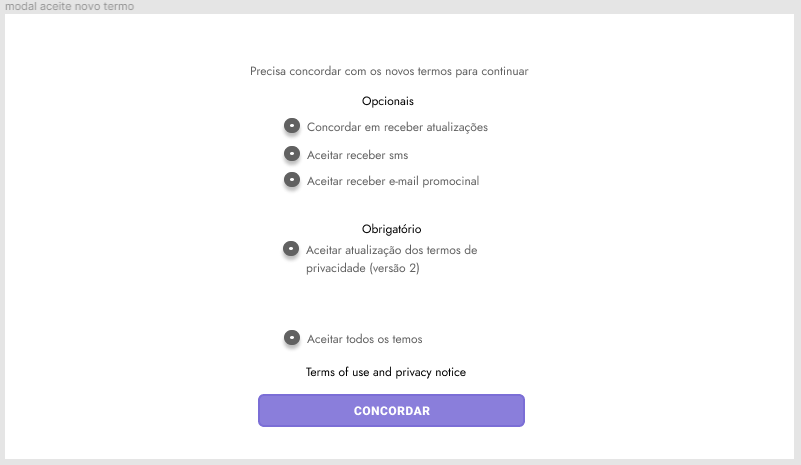 modal aceite novo termo
Precisa concordar com os novos termos para continuar
Opcionais
Concordar em receber atualizações
Aceitar receber sms
Aceitar receber e-mail promocinal
Obrigatório
Aceitar atualização dos termos de
privacidade (versão 2)
Aceitar todos os temos
Terms of use and privacy notice
CONCORDAR